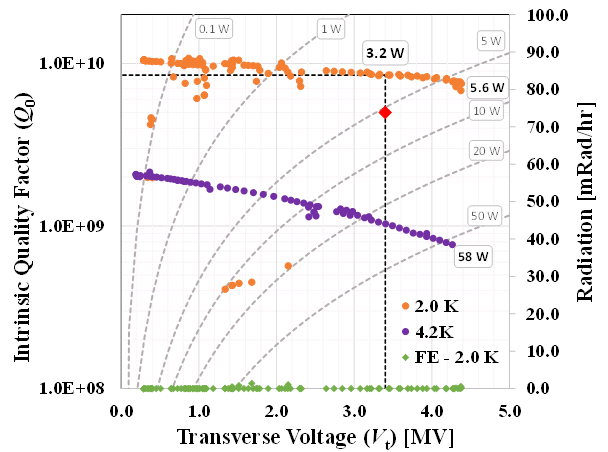 0.1 W
1 W
3.2 W
5 W
5.6 W
10 W
20 W
50 W
58 W
1.0E+10
1.0E+09
1.0E+08
Intrinsic Quality Factor (Q0)
100.0
90.0
80.0
70.0
60.0
50.0
40.0
30.0
20.0
10.0
0.0
Radiation [mRad/hr]
2.0 K
4.2K
FE - 2.0 K
0.0 1.0 2.0 3.0 4.0 5.0
Transverse Voltage (Vt) [MV]